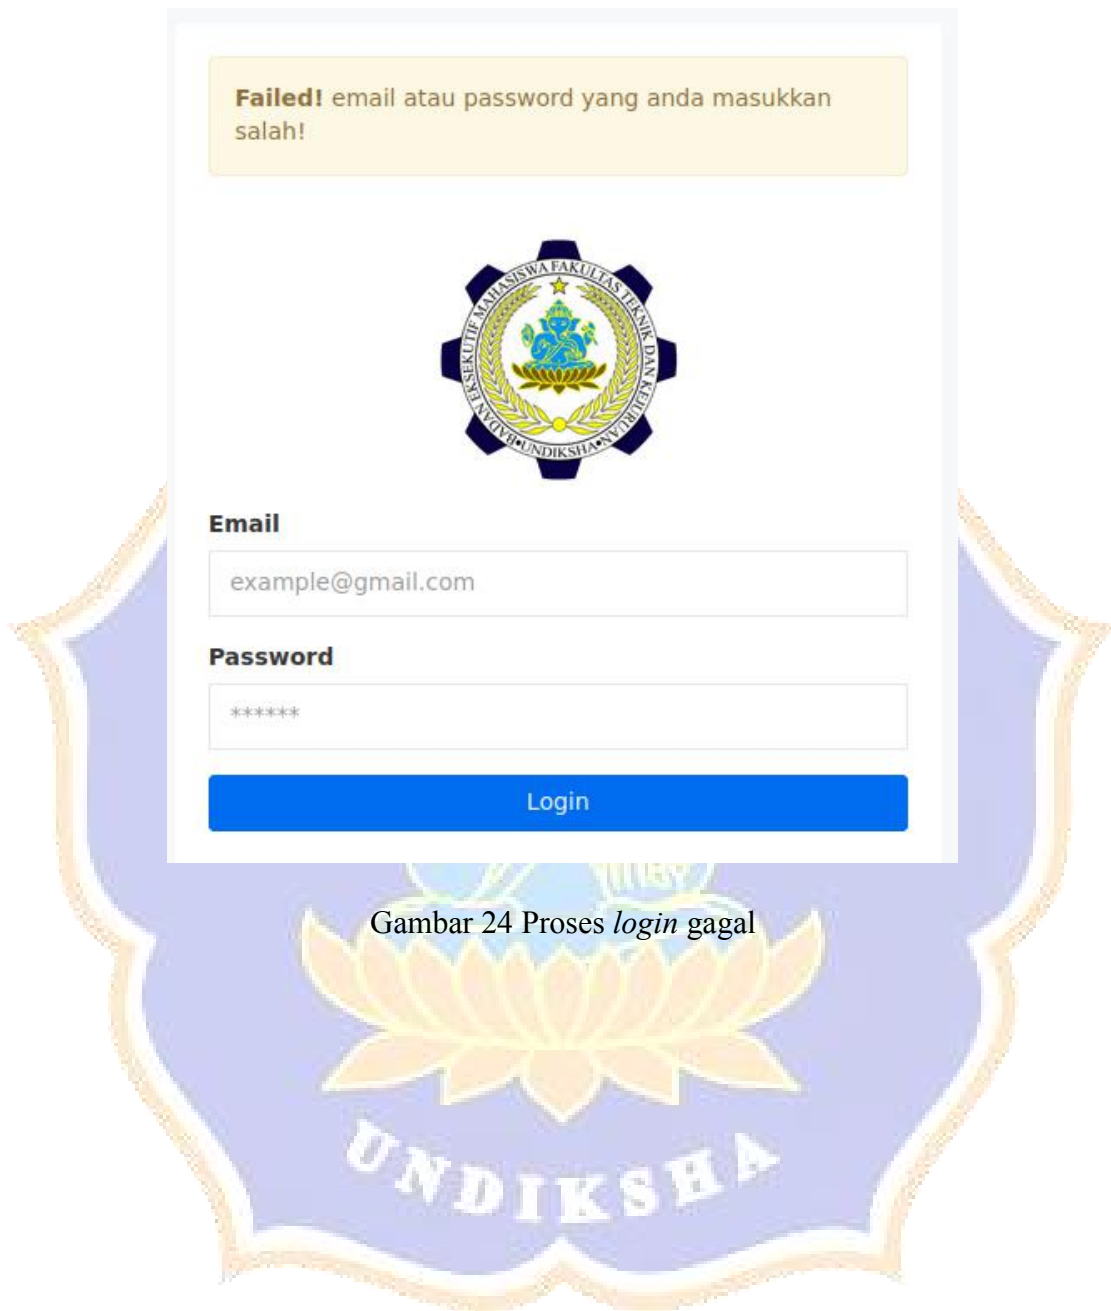 Failed! email atau password yang anda masukkan
salah!
BADAN EKSEKUTIF MAHASISWA FAKULTAS TEKNIK DAN KEJURUAN
UNDIKSHA
Email
example@gmail.com
Password
******
Login
Gambar 24 Proses login gagal
UNDIKSHA